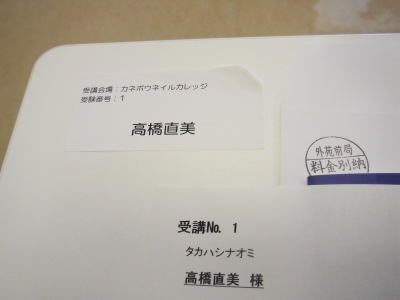 受講会場：カネボウネイルカレッジ
受験番号：1
高橋直美
外苑前局
料金別納
受講No. 1
タカハシナオミ
高橋直美 様